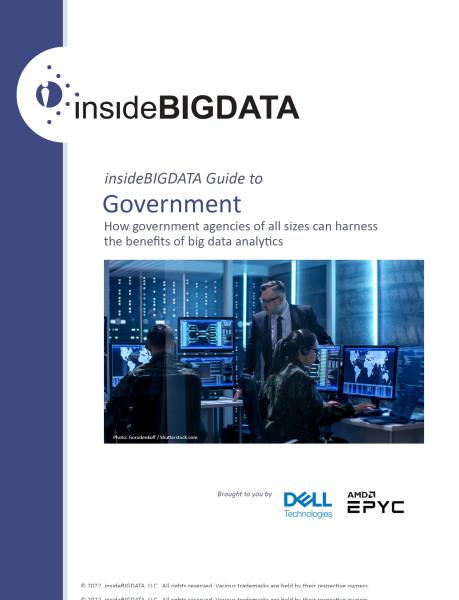 insideBIGDATA
insideBIGDATA Guide to
Government
How government agencies of all sizes can harness
the benefits of big data analytics
Photo: Gorodenkoff / Shutterstock.com
Brought to you by
DELL
Technologies
AMD
EPYC
© 2022, insideBIGDATA, LLC. All rights reserved. Various trademarks are held by their respective owners.
© 2022, insideBIGDATA, LLC. All rights reserved. Various trademarks are held by their respective owners.